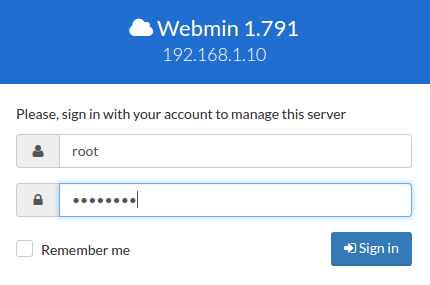 Webmin 1.791
192.168.1.10
Please, sign in with your account to manage this server
root
••••••••
Remember me
Sign in